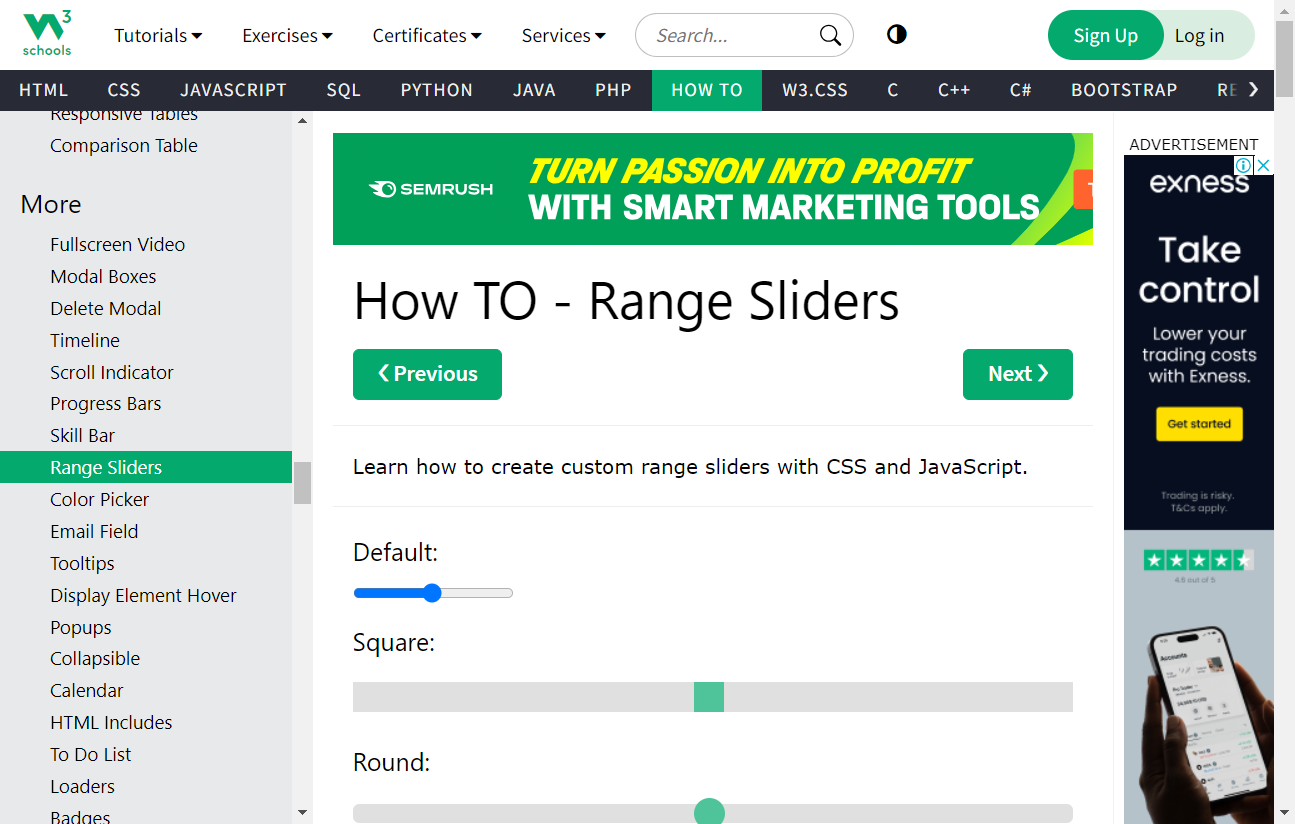 3
schools
Tutorials
Exercises
Certificates
Services
Search...
Sign Up
Log in
HTML
CSS
JAVASCRIPT
SQL
PYTHON
JAVA
PHP
HOW TO
W3.CSS
C
C++
C#
BOOTSTRAP
RE
Responsive Tables
Comparison Table
More
Fullscreen Video
Modal Boxes
Delete Modal
Timeline
Scroll Indicator
Progress Bars
Skill Bar
Range Sliders
Color Picker
Email Field
Tooltips
Display Element Hover
Popups
Collapsible
Calendar
HTML Includes
To Do List
Loaders
Badges
SEMRUSH
TURN PASSION INTO PROFIT
WITH SMART MARKETING TOOLS
How TO - Range Sliders
❮ Previous
Next ❯
Learn how to create custom range sliders with CSS and JavaScript.
Default:
Square:
Round:
ADVERTISEMENT
exness
Take
control
Lower your
trading costs
with Exness.
Get started
Trading is risky.
T&Cs apply.
4.8 out of 5
Accounts